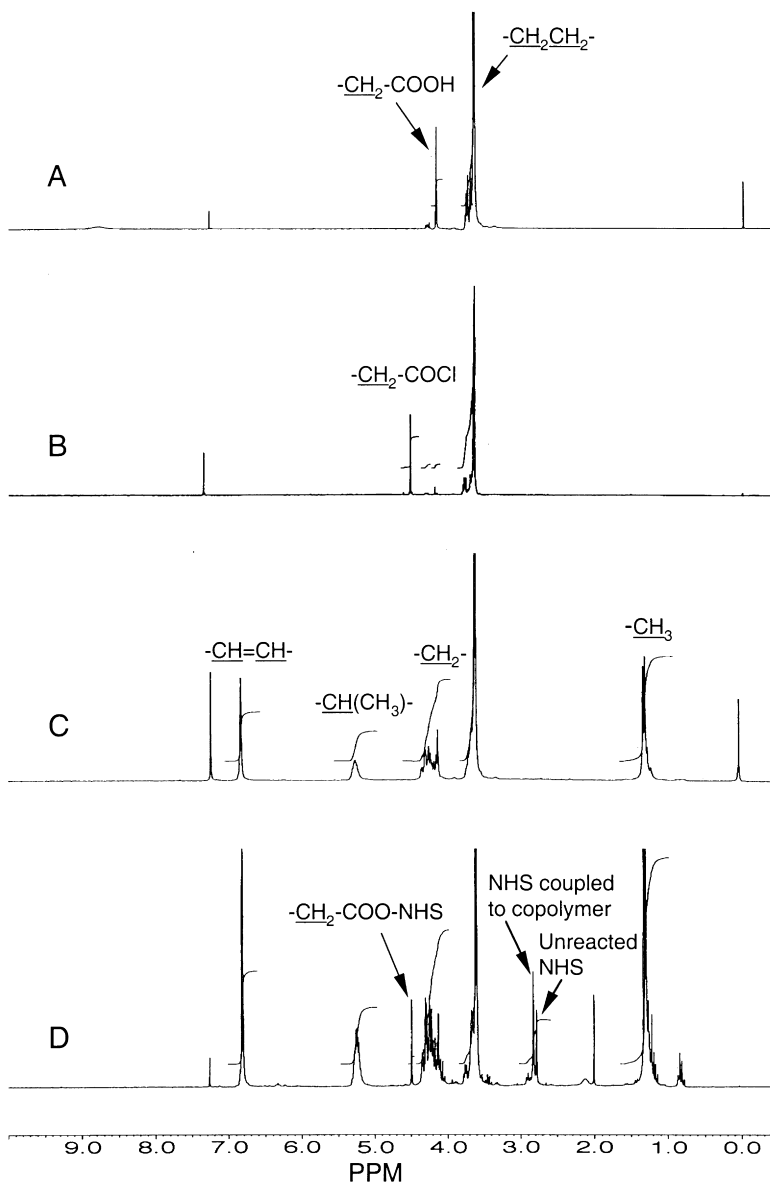 -CH₂CH₂-
-CH₂-COOH
A
-CH₂-COCl
B
-CH₃
-CH=CH-
-CH₂-
-CH(CH₃)-
C
NHS coupled
to copolymer
-CH₂-COO-NHS
Unreacted
NHS
D
9.0 8.0 7.0 6.0 5.0 4.0 3.0 2.0 1.0 0.0
PPM